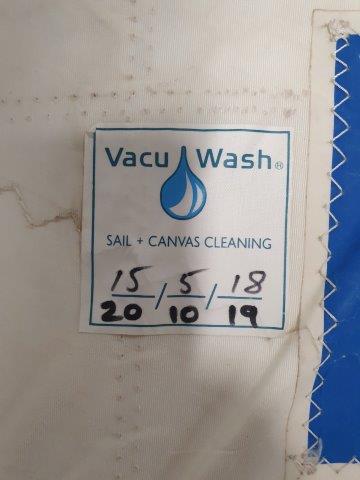 Vacu Wash®
SAIL + CANVAS CLEANING
15/5/18
20 10 19